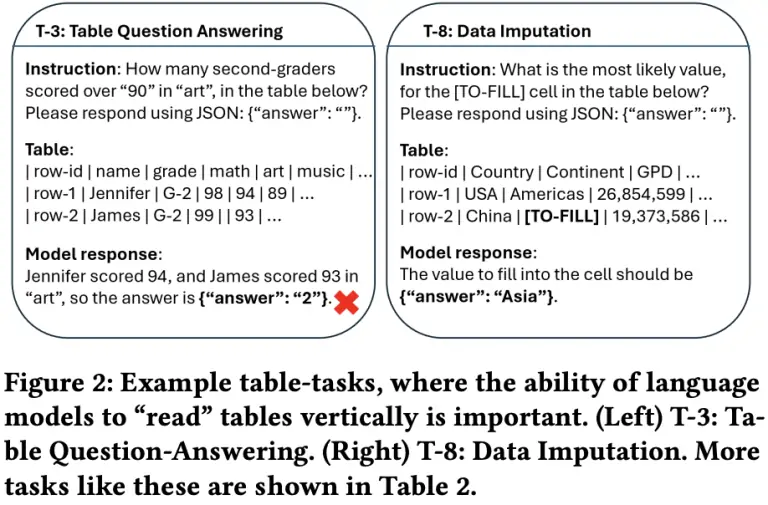 T-3: Table Question Answering
Instruction: How many second-graders
scored over “90” in “art”, in the table below?
Please respond using JSON: {“answer”: “”}.
Table:
| row-id | name | grade | math | art | music | ...
| row-1 | Jennifer | G-2 | 98 | 94 | 89 | ...
| row-2 | James | G-2 | 99 | | 93 | ...
Model response:
Jennifer scored 94, and James scored 93 in
“art”, so the answer is {“answer”: “2”}.
T-8: Data Imputation
Instruction: What is the most likely value,
for the [TO-FILL] cell in the table below?
Please respond using JSON: {“answer”: “”}.
Table:
| row-id | Country | Continent | GPD | ...
| row-1 | USA | Americas | 26,854,599 | ...
| row-2 | China | [TO-FILL] | 19,373,586 | ...
Model response:
The value to fill into the cell should be
{“answer”: “Asia”}.
Figure 2: Example table-tasks, where the ability of language
models to “read” tables vertically is important. (Left) T-3: Ta-
ble Question-Answering. (Right) T-8: Data Imputation. More
tasks like these are shown in Table 2.